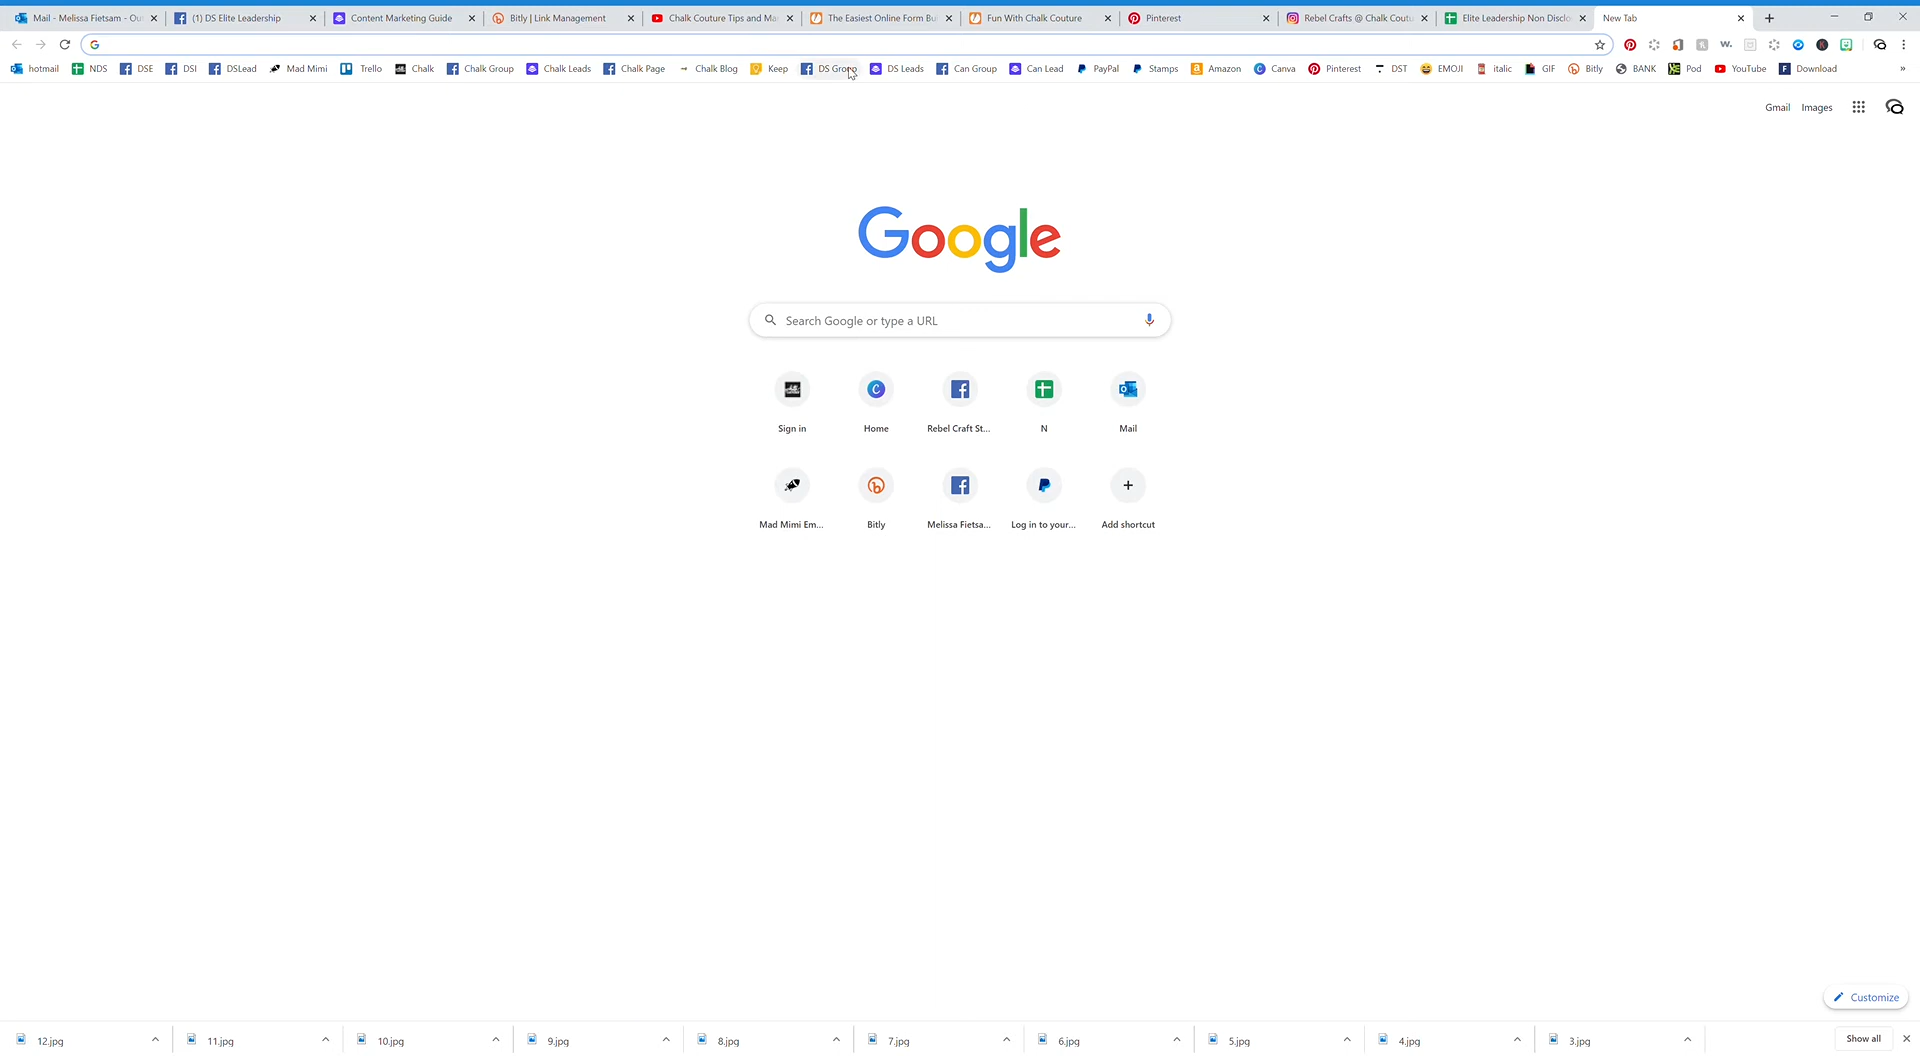 Mail - Melissa Fietsam - Ou
(1) DS Elite Leadership
Content Marketing Guide
Bitly | Link Management
Chalk Couture Tips and Ma
The Easiest Online Form Bu
Fun With Chalk Couture
Pinterest
Rebel Crafts @ Chalk Coutu
Elite Leadership Non Disclo
New Tab
hotmail
NDS
DSE
DSI
DSLead
Mad Mimi
Trello
Chalk
Chalk Group
Chalk Leads
Chalk Page
Chalk Blog
Keep
DS Group
DS Leads
Can Group
Can Lead
PayPal
Stamps
Amazon
Canva
Pinterest
DST
EMOJI
italic
GIF
Bitly
BANK
Pod
YouTube
Download
»
Gmail Images
Google
Search Google or type a URL
Sign in
Home
Rebel Craft St...
N
Mail
Mad Mimi Em...
Bitly
Melissa Fietsa...
Log in to your...
Add shortcut
Customize
12.jpg
11.jpg
10.jpg
9.jpg
8.jpg
7.jpg
6.jpg
5.jpg
4.jpg
3.jpg
Show all